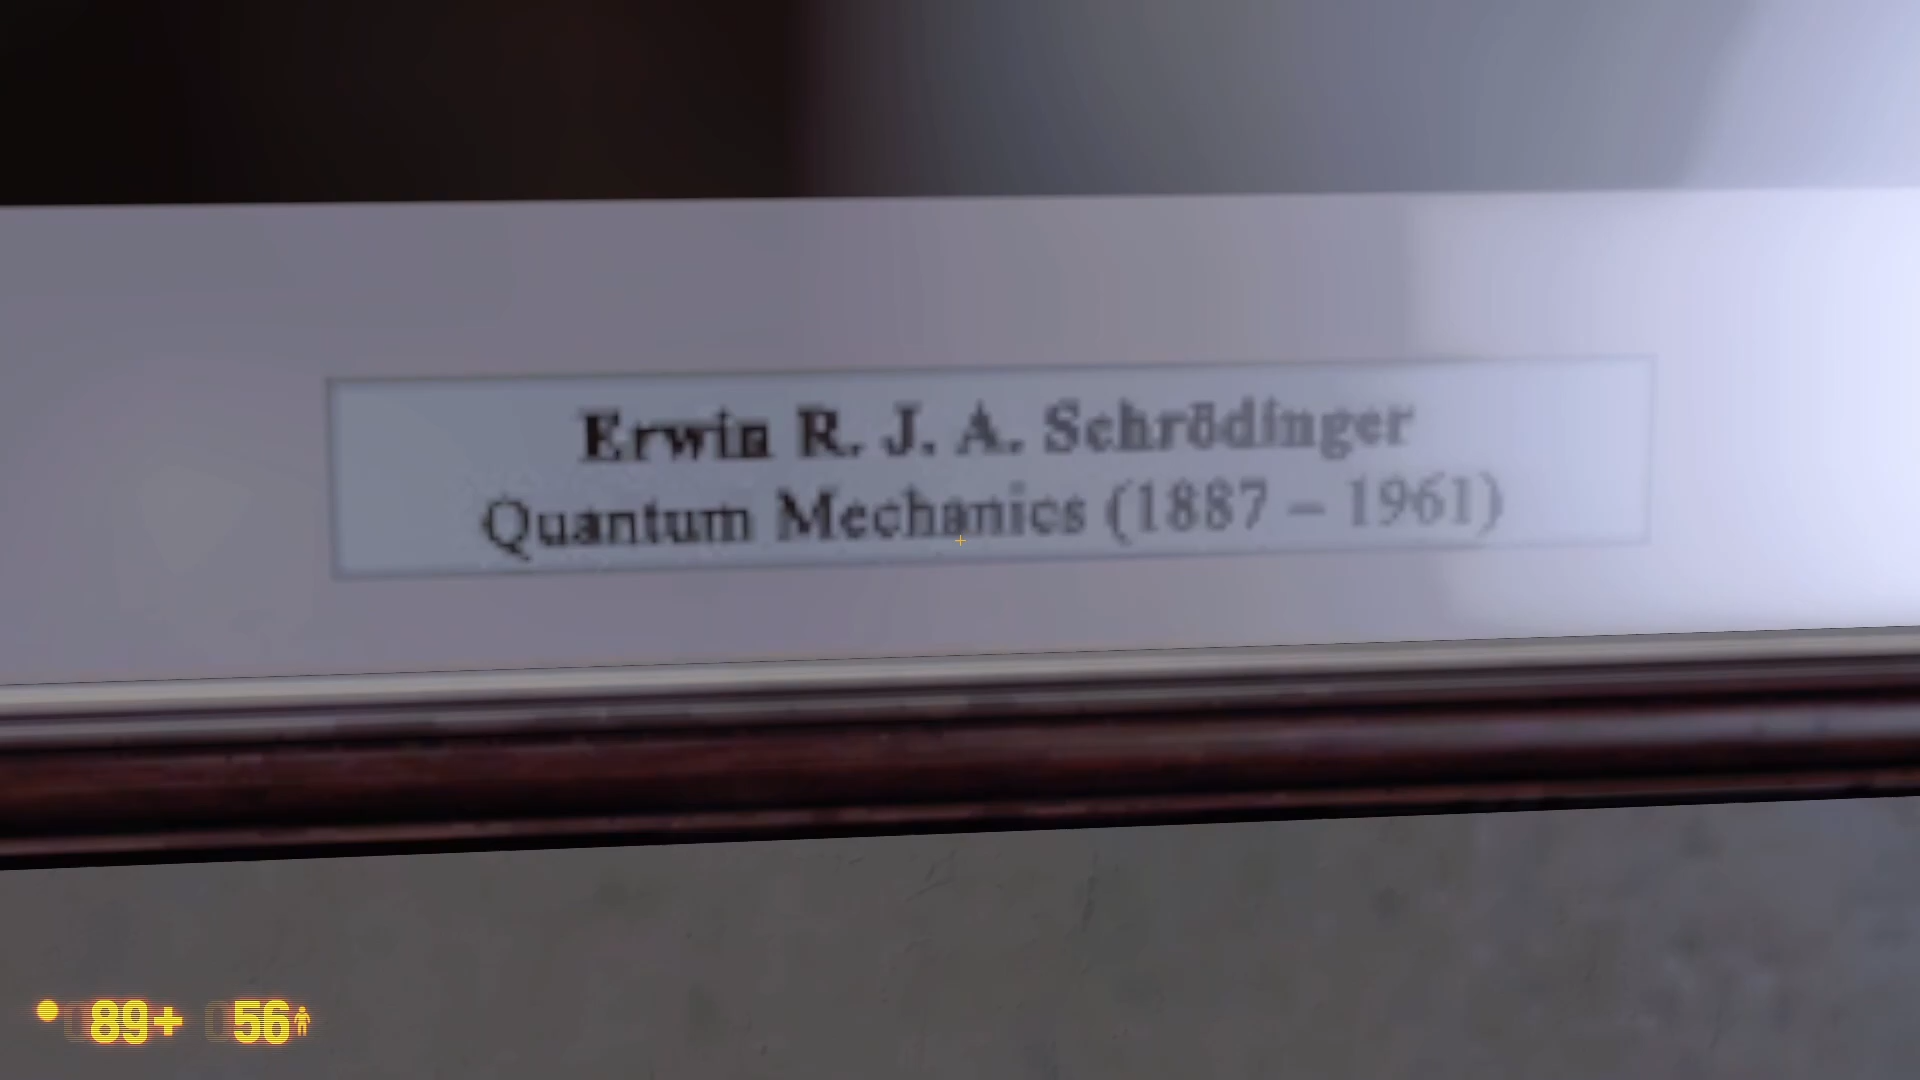 Erwin R. J. A. Schrödinger
Quantum Mechanics (1887 – 1961)
89+ 56